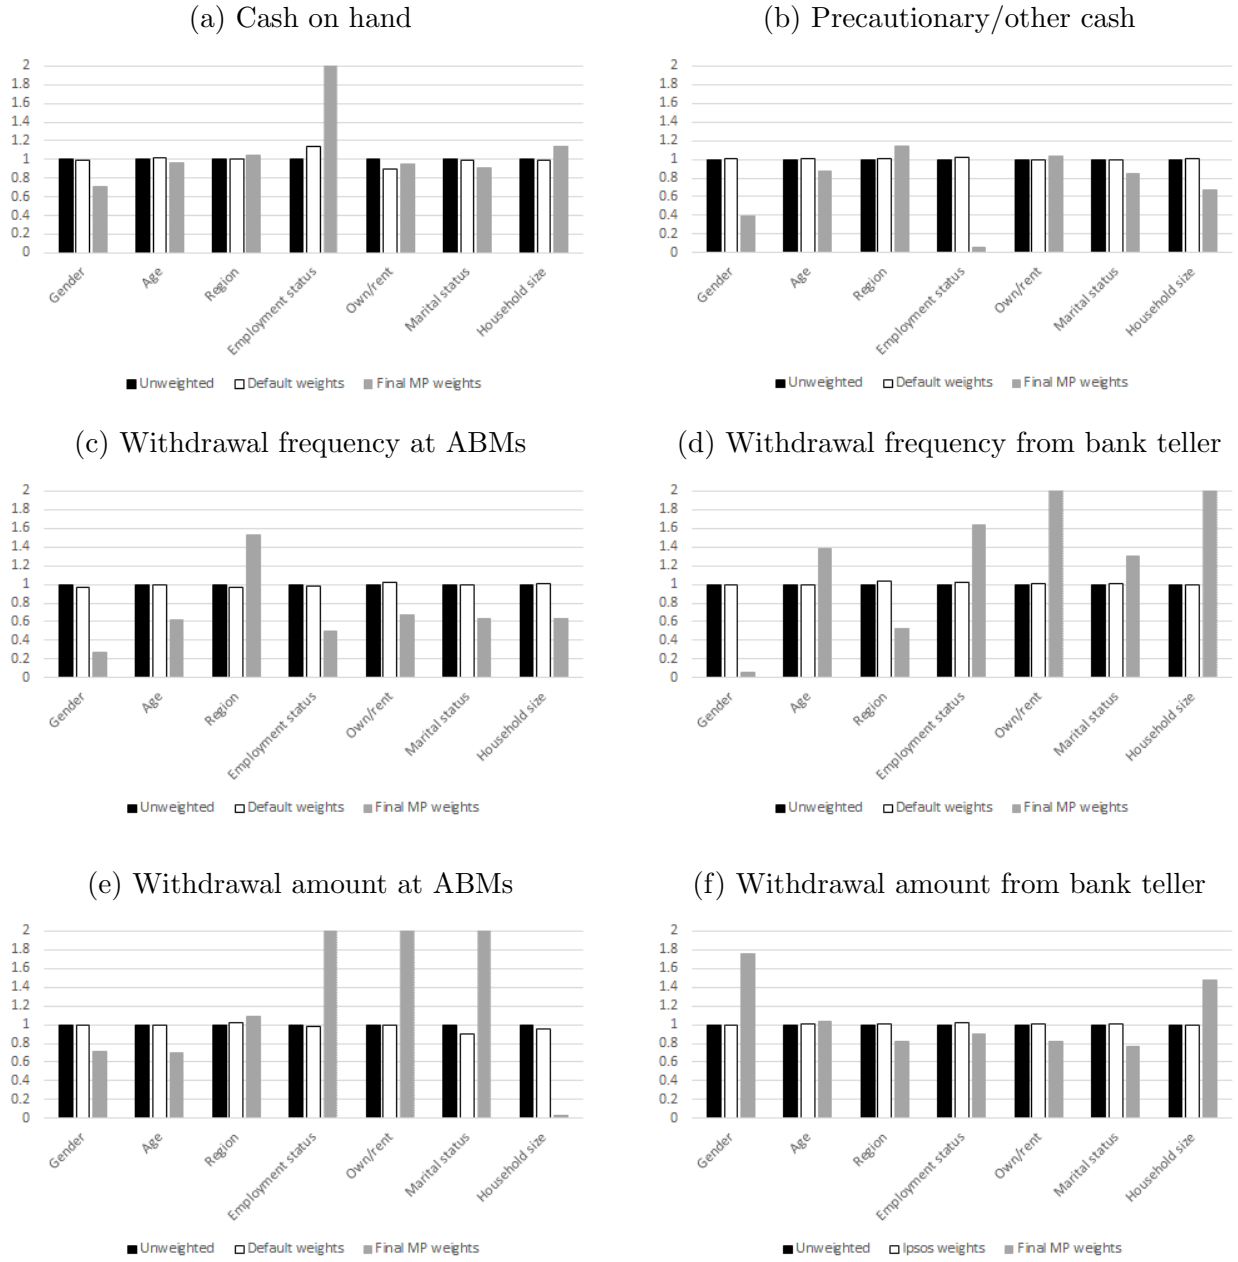 (a) Cash on hand
2
1.8
1.6
1.4
1.2
1
0.8
0.6
0.4
0.2
0
Gender
Age
Region
Employment status
Own/rent
Marital status
Household size
Unweighted Default weights Final MP weights
(b) Precautionary/other cash
2
1.8
1.6
1.4
1.2
1
0.8
0.6
0.4
0.2
0
Gender
Age
Region
Employment status
Own/rent
Marital status
Household size
Unweighted Default weights Final MP weights
(c) Withdrawal frequency at ABMs
2
1.8
1.6
1.4
1.2
1
0.8
0.6
0.4
0.2
0
Gender
Age
Region
Employment status
Own/rent
Marital status
Household size
Unweighted Default weights Final MP weights
(d) Withdrawal frequency from bank teller
2
1.8
1.6
1.4
1.2
1
0.8
0.6
0.4
0.2
0
Gender
Age
Region
Employment status
Own/rent
Marital status
Household size
Unweighted Default weights Final MP weights
(e) Withdrawal amount at ABMs
2
1.8
1.6
1.4
1.2
1
0.8
0.6
0.4
0.2
0
Gender
Age
Region
Employment status
Own/rent
Marital status
Household size
Unweighted Default weights Final MP weights
(f) Withdrawal amount from bank teller
2
1.8
1.6
1.4
1.2
1
0.8
0.6
0.4
0.2
0
Gender
Age
Region
Employment status
Own/rent
Marital status
Household size
Unweighted Ipsos weights Final MP weights